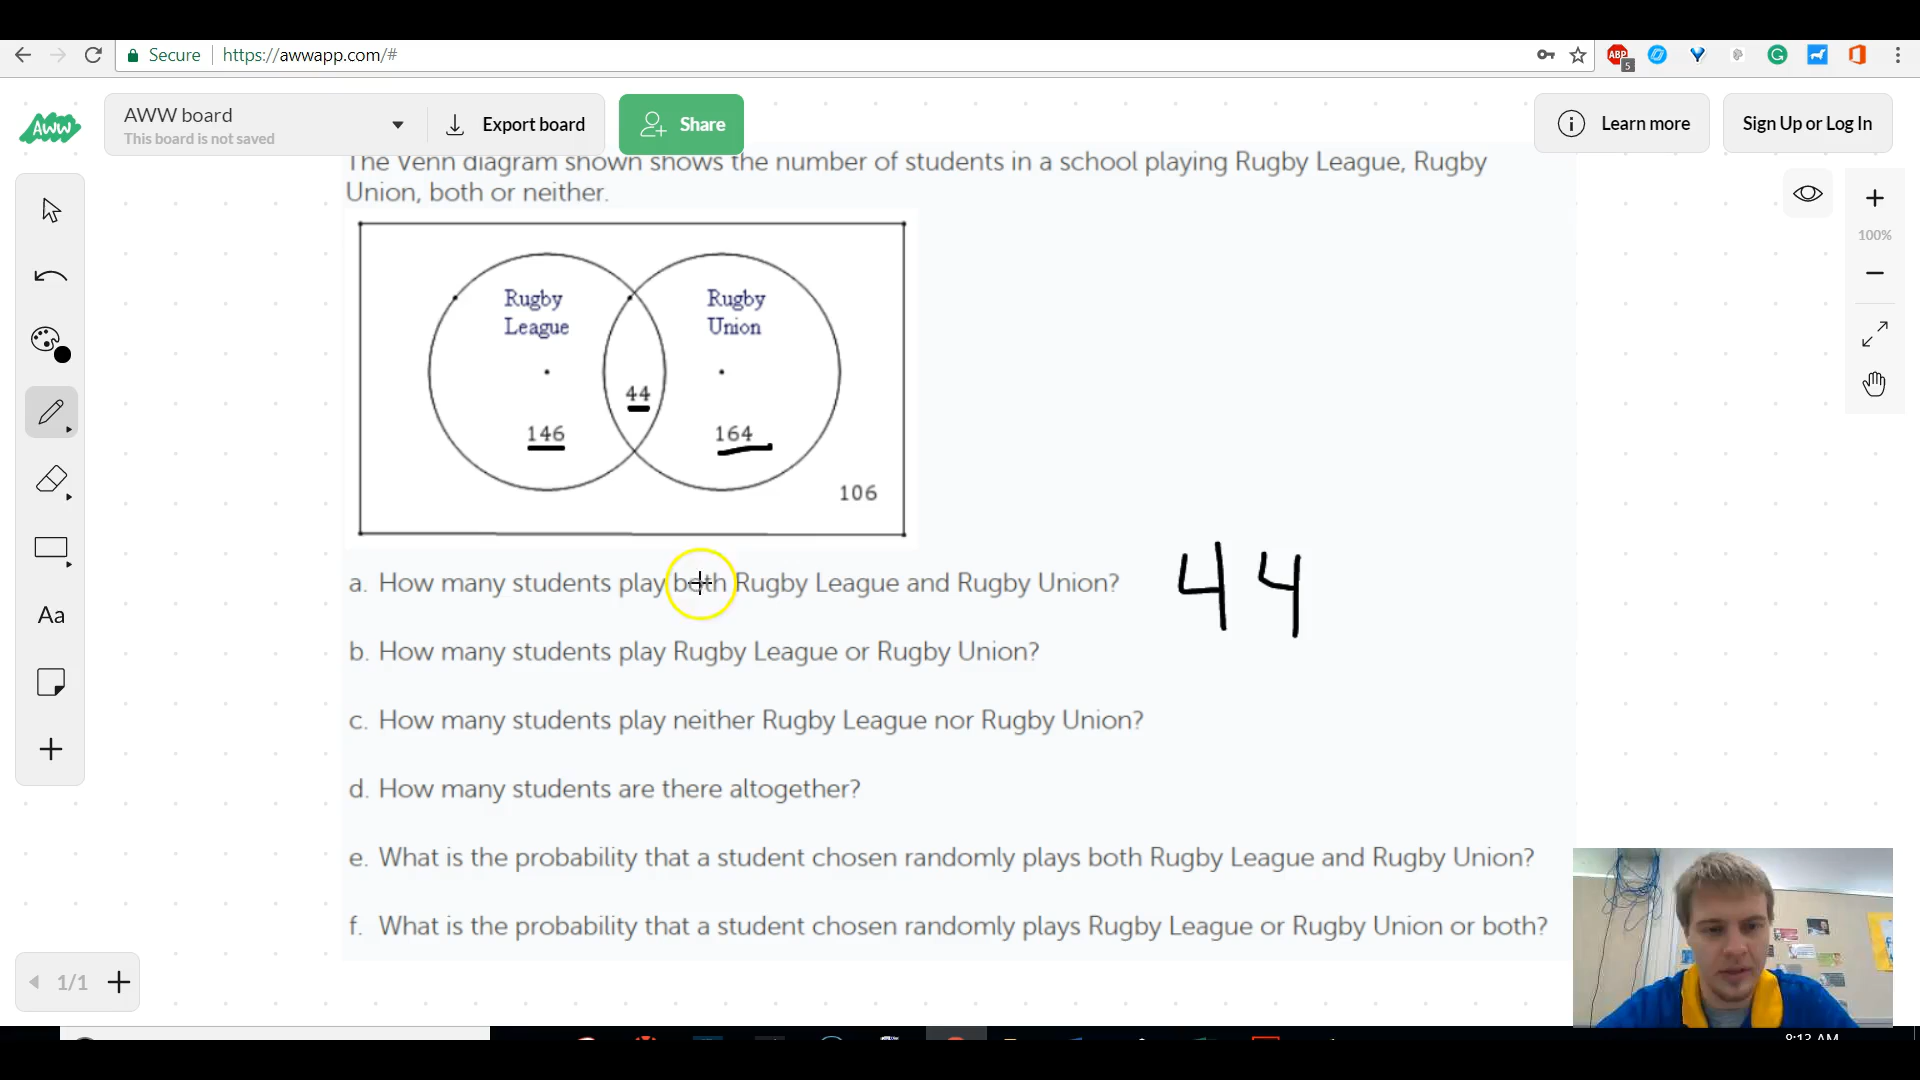 Secure https://awwapp.com/#
ABP
5
AWW
AWW board
This board is not saved
Export board
Share
Learn more
Sign Up or Log In
100%
The Venn diagram shown shows the number of students in a school playing Rugby League, Rugby
Union, both or neither.
Rugby
League
Rugby
Union
44
146
164
106
a. How many students play both Rugby League and Rugby Union?
44
b. How many students play Rugby League or Rugby Union?
c. How many students play neither Rugby League nor Rugby Union?
d. How many students are there altogether?
e. What is the probability that a student chosen randomly plays both Rugby League and Rugby Union?
f. What is the probability that a student chosen randomly plays Rugby League or Rugby Union or both?
Aa
1/1
8:13 AM